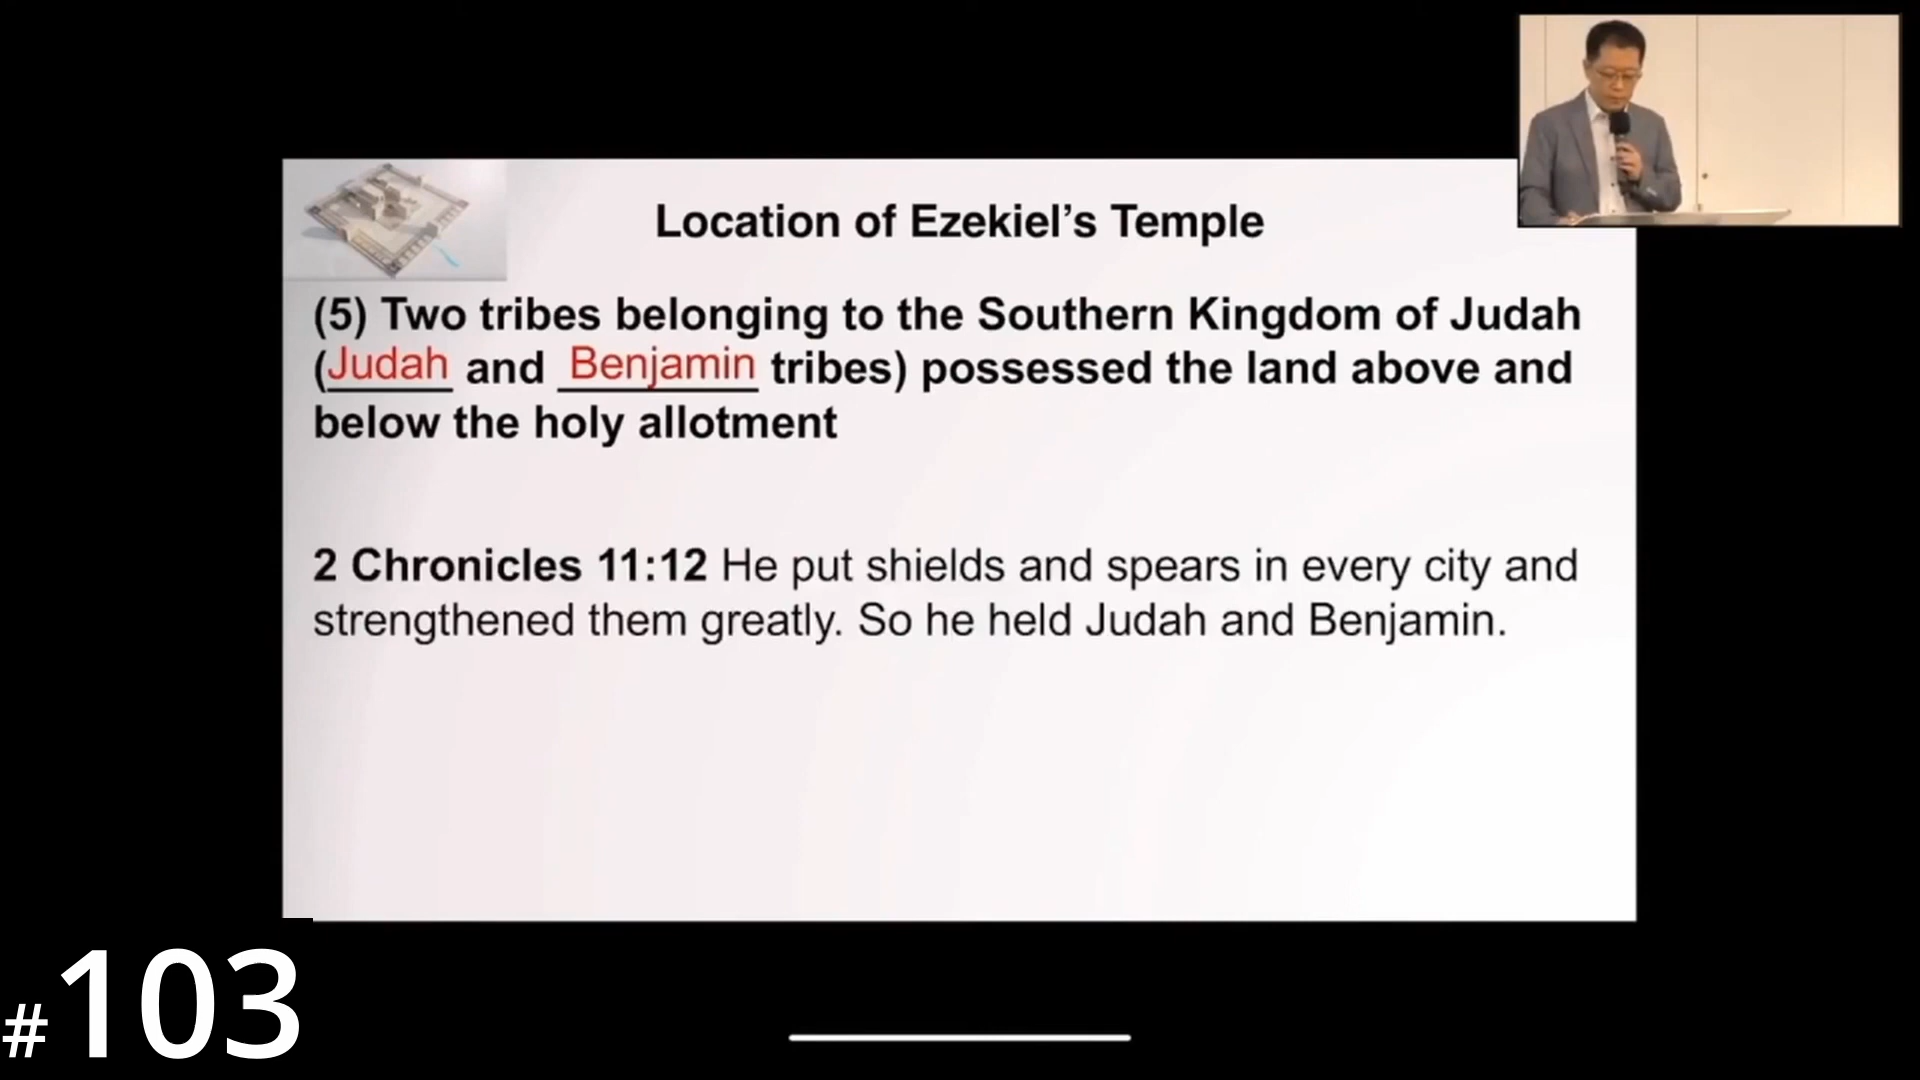 Location of Ezekiel’s Temple
(5) Two tribes belonging to the Southern Kingdom of Judah
(Judah and Benjamin tribes) possessed the land above and
below the holy allotment
2 Chronicles 11:12 He put shields and spears in every city and
strengthened them greatly. So he held Judah and Benjamin.
#103